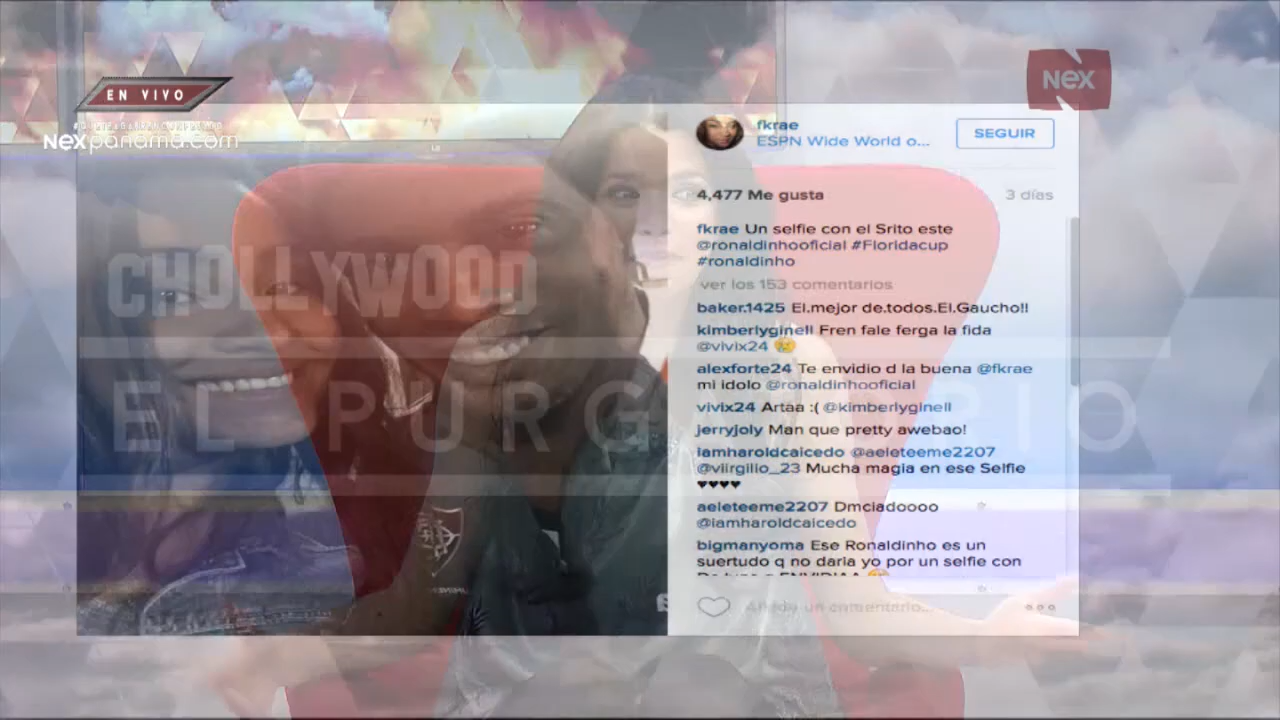 EN VIVO
NEX
Nexpanama.com
fkrae
ESPN Wide World o...
SEGUIR
4,477 Me gusta
3 días
fkrae Un selfie con el Srito este
@ronaldinhooficial #Floridacup
#ronaldinho
ver los 153 comentarios
baker.1425 El.mejor de.todos.El.Gaucho!!
kimberlyginell Fren fale ferga la fida
@vivix24 😢
alexforte24 Te envidio d la buena @fkrae
mi idolo @ronaldinhooficial
vivix24 Artaa :( @kimberlyginell
jerryjoly Man que pretty awebao!
iamharoldcaicedo @aeleteeme2207
@viirgilio_23 Mucha magia en ese Selfie
♥♥♥♥
aeleteeme2207 Dmciadoooo
@iamharoldcaicedo
bigmanyoma Ese Ronaldinho es un
suertudo q no daria yo por un selfie con
Añade un comentario...
CHOLLYWOOD
EL PURGATORIO